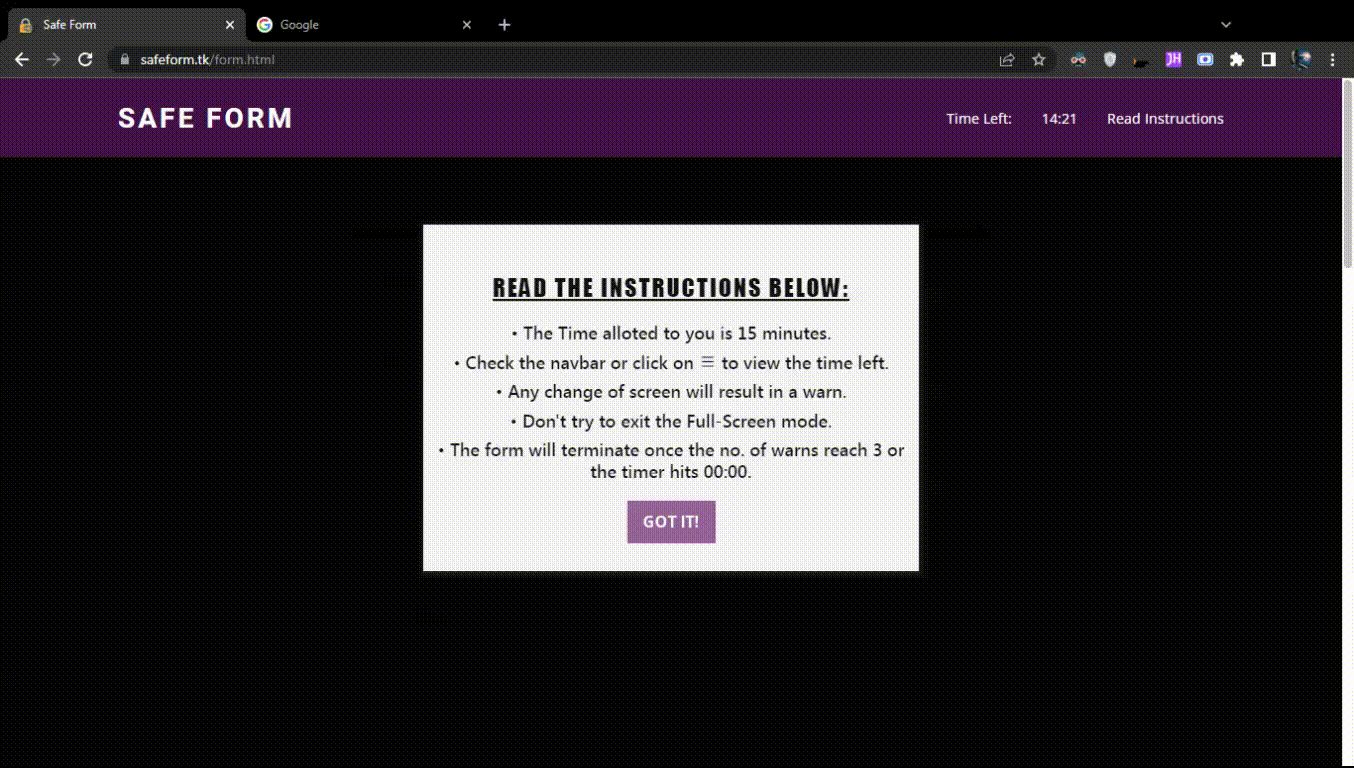 Safe Form
Google
safeform.tk/form.html
SAFE FORM
Time Left: 14:21 Read Instructions
READ THE INSTRUCTIONS BELOW:
• The Time alloted to you is 15 minutes.
• Check the navbar or click on ☰ to view the time left.
• Any change of screen will result in a warn.
• Don't try to exit the Full-Screen mode.
• The form will terminate once the no. of warns reach 3 or
the timer hits 00:00.
GOT IT!